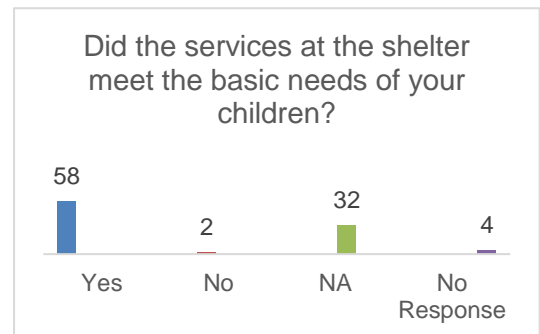 Did the services at the shelter
meet the basic needs of your
children?
58
2
32
4
Yes
No
NA
No
Response